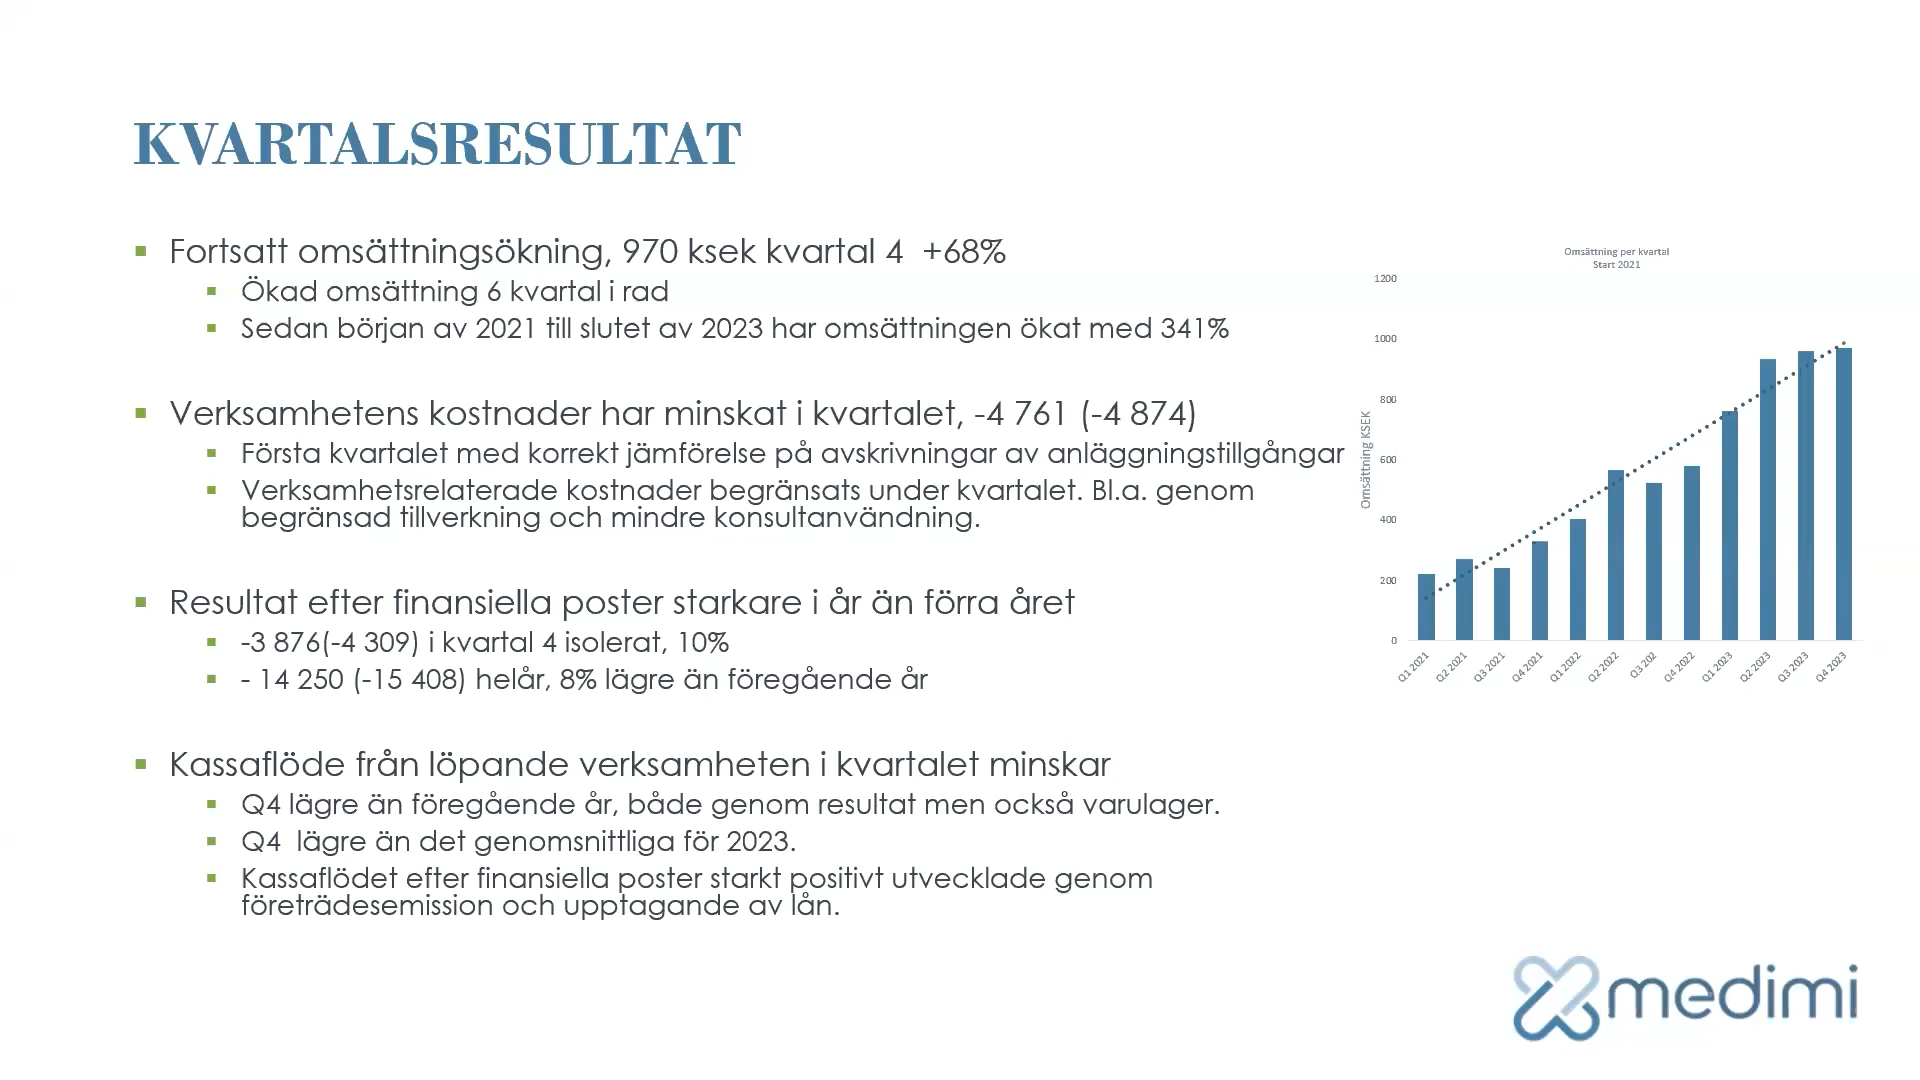 KVARTALSRESULTAT
Fortsatt omsättningsökning, 970 ksek kvartal 4  +68%
Ökad omsättning 6 kvartal i rad
Sedan början av 2021 till slutet av 2023 har omsättningen ökat med 341%
Verksamhetens kostnader har minskat i kvartalet, -4 761 (-4 874)
Första kvartalet med korrekt jämförelse på avskrivningar av anläggningstillgångar
Verksamhetsrelaterade kostnader begränsats under kvartalet. Bl.a. genom
begränsad tillverkning och mindre konsultanvändning.
Resultat efter finansiella poster starkare i år än förra året
-3 876(-4 309) i kvartal 4 isolerat, 10%
- 14 250 (-15 408) helår, 8% lägre än föregående år
Kassaflöde från löpande verksamheten i kvartalet minskar
Q4 lägre än föregående år, både genom resultat men också varulager.
Q4  lägre än det genomsnittliga för 2023.
Kassaflödet efter finansiella poster starkt positivt utvecklade genom
företrädesemission och upptagande av lån.
Omsättning per kvartal
Start 2021
Omsättning KSEK
1200
1000
800
600
400
200
0
Q1 2021
Q2 2021
Q3 2021
Q4 2021
Q1 2022
Q2 2022
Q3 202
Q4 2022
Q1 2023
Q2 2023
Q3 2023
Q4 2023
medimi